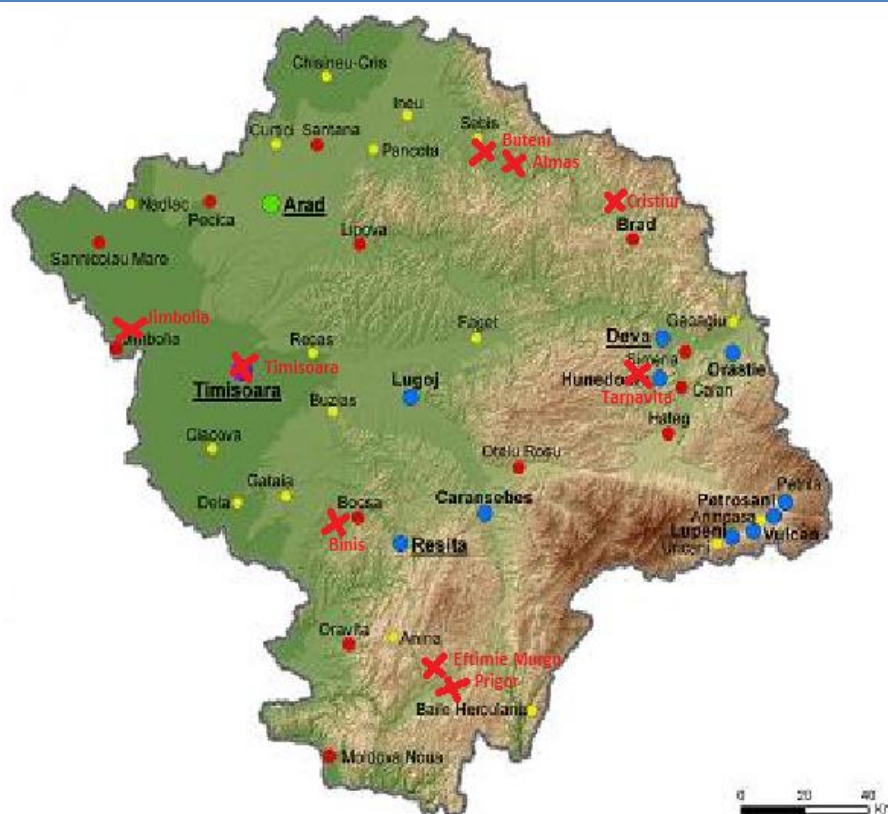 Chisineu-Cris
Ineu
Sebis
Curtici
Santana
Buteni
Pancota
Almas
Nadlac
Pecica
Arad
Cristiur
Brad
Lipova
Sannicolau Mare
Jimbolia
Jimbolia
Faget
Geoagiu
Deva
Recas
Simeria
Timisoara
Orastie
Hunedoara
Timisoara
Lugoj
Calan
Tarnavita
Buzias
Hateg
Ciacova
Otelu Rosu
Gataia
Petrila
Deta
Bocsa
Caransebes
Petrosani
Aninoasa
Binis
Resita
Lupeni
Vulcan
Uricani
Oravita
Anina
Eftimie Murgu
Prigor
Baile Herculane
Moldova Noua
0 20 40